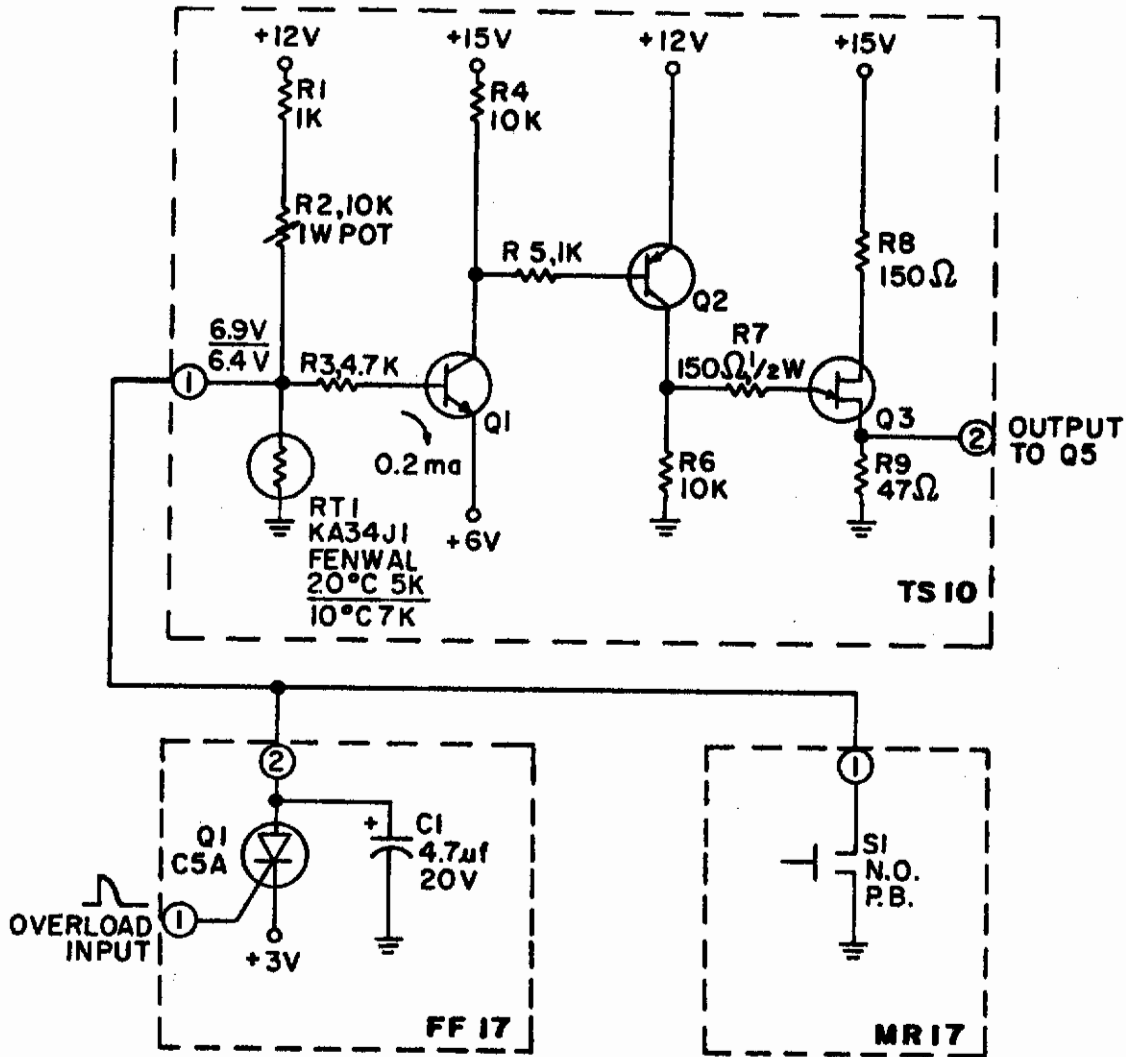 +12V
+15V
+12V
+15V
R1
1K
R4
10K
R2,10K
1W POT
R 5,1K
Q2
R8
150Ω
6.9V
6.4V
1
R3,4.7K
Q1
0.2 ma
R7
150Ω,1/2W
Q3
2
OUTPUT
TO Q5
R6
10K
R9
47Ω
RT1
KA34J1
FENWAL
20°C 5K
10°C 7K
+6V
TS10
2
Q1
C5A
+
C1
4.7uf
20V
1
OVERLOAD
INPUT
+3V
FF 17
1
S1
N.O.
P.B.
MR17